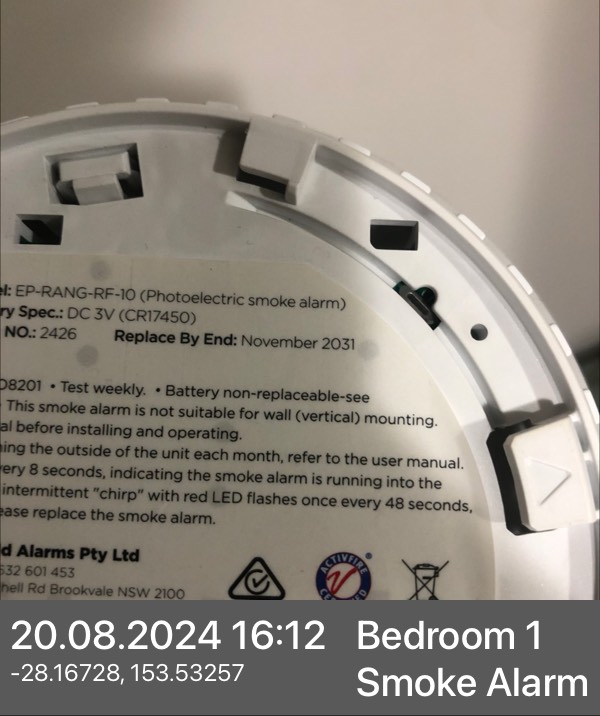 el: EP-RANG-RF-10 (Photoelectric smoke alarm)
ry Spec.: DC 3V (CR17450)
NO.: 2426 Replace By End: November 2031
08201 • Test weekly. • Battery non-replaceable-see
This smoke alarm is not suitable for wall (vertical) mounting.
al before installing and operating.
ning the outside of the unit each month, refer to the user manual.
very 8 seconds, indicating the smoke alarm is running into the
intermittent "chirp" with red LED flashes once every 48 seconds,
ease replace the smoke alarm.
d Alarms Pty Ltd
632 601 453
hell Rd Brookvale NSW 2100
ACTIVFIRE
20.08.2024 16:12
-28.16728, 153.53257
Bedroom 1
Smoke Alarm